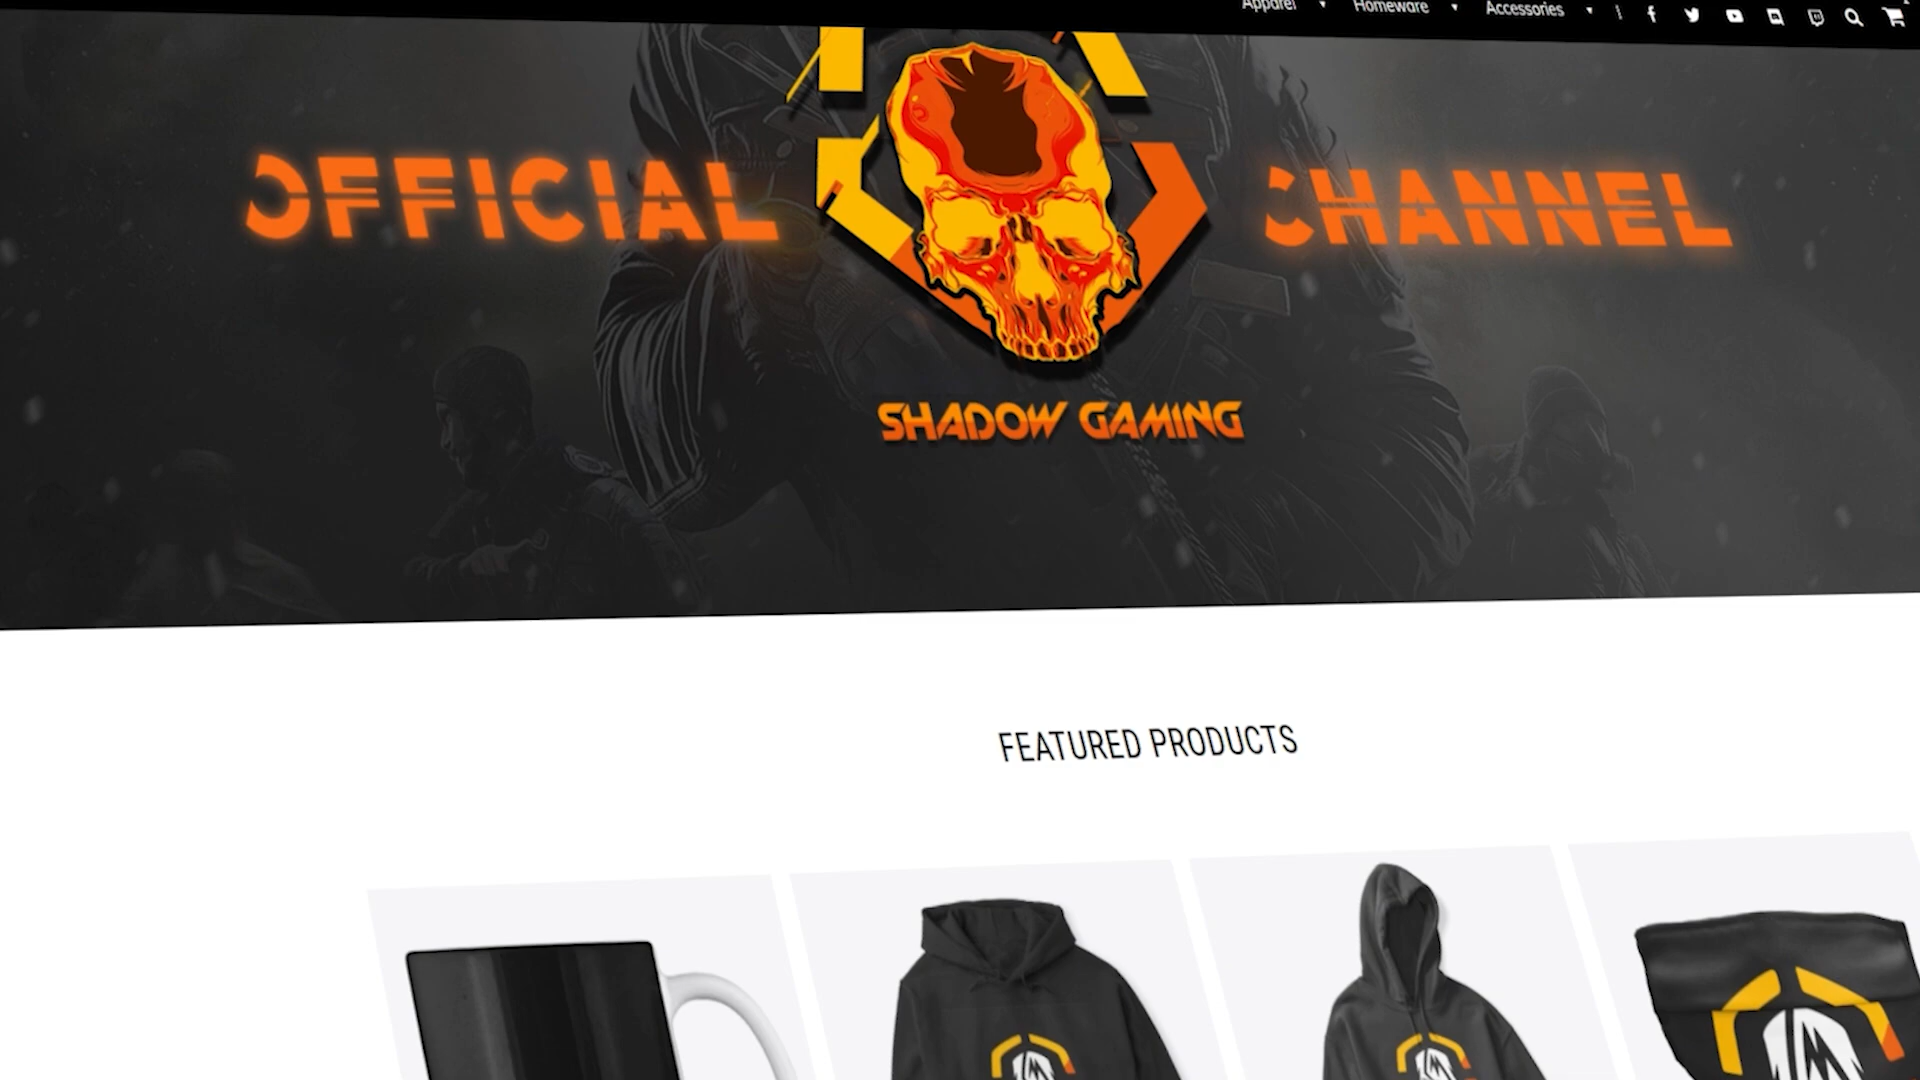 Apparel Homeware Accessories
OFFICIAL CHANNEL
SHADOW GAMING
FEATURED PRODUCTS